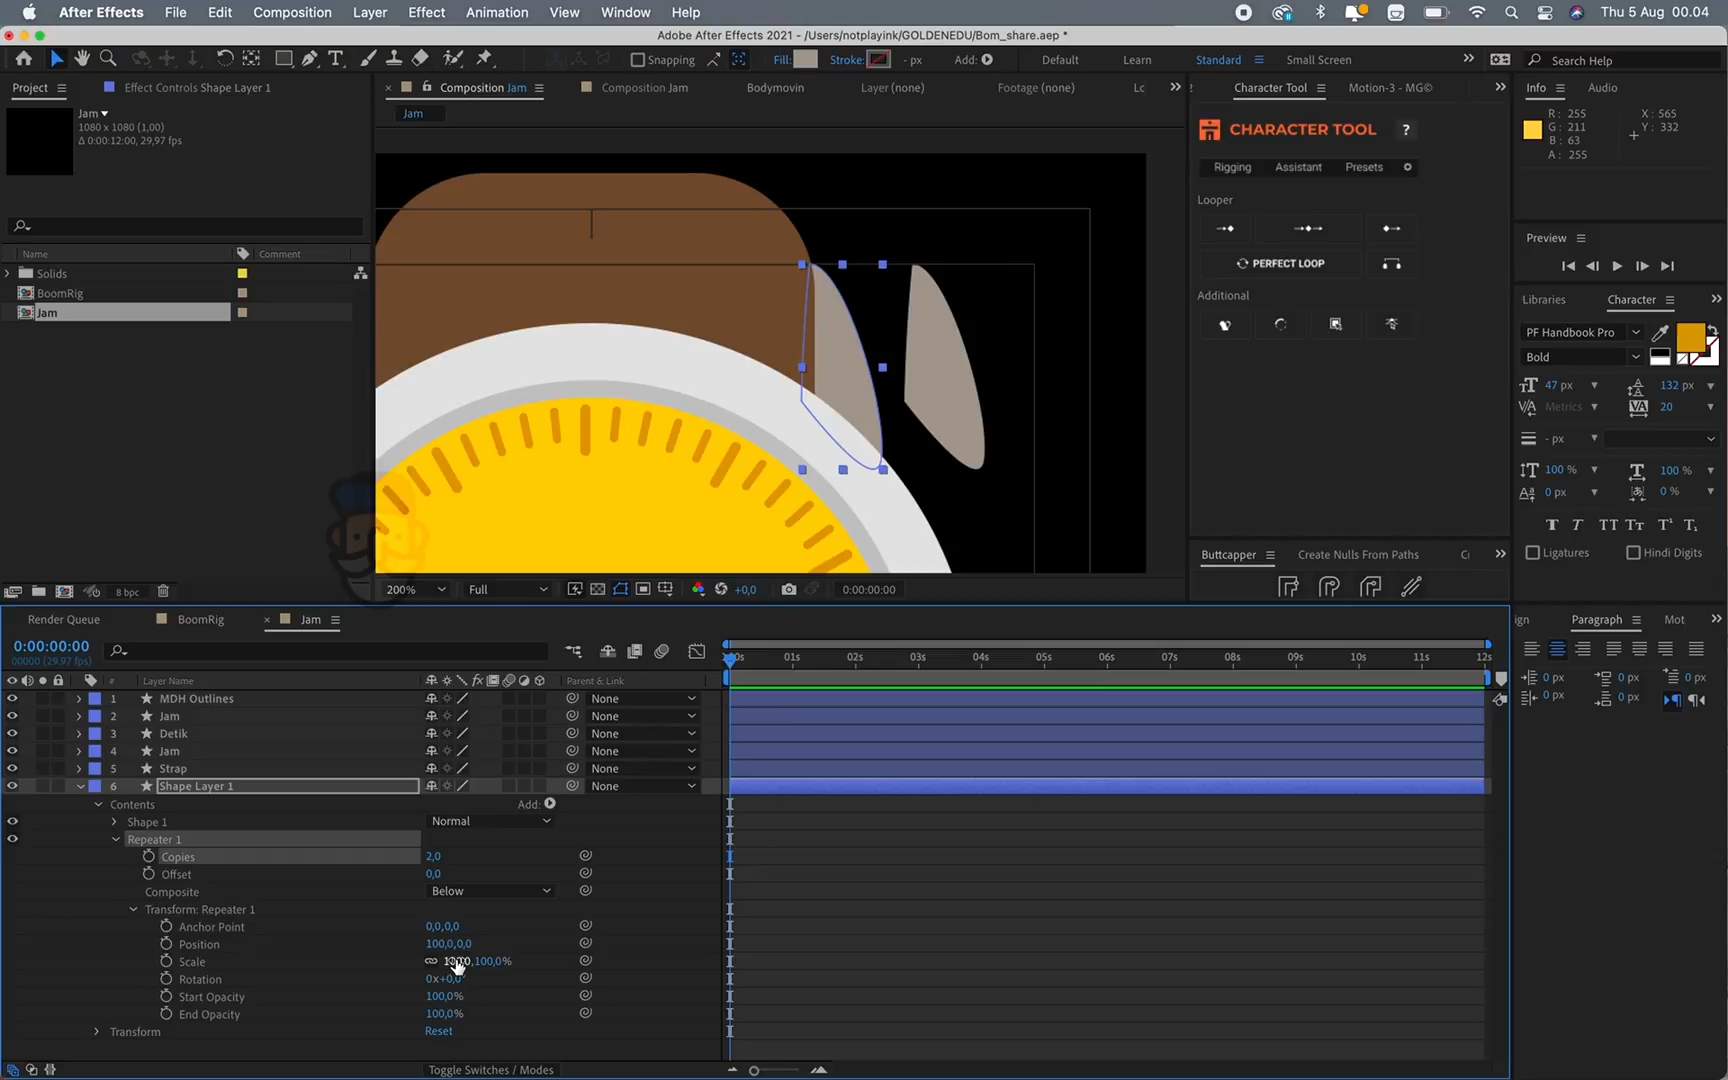 After Effects File Edit Composition Layer Effect Animation View Window Help Thu 5 Aug 00.04
Adobe After Effects 2021 - /Users/notplayink/GOLDENEDU/Bom_share.aep *
Snapping Fill: Stroke: - px Add: Default Learn Standard Small Screen Search Help
Project Effect Controls Shape Layer 1 Composition Jam Composition Jam Bodymovin Layer (none) Footage (none) Lc Character Tool Motion-3 - MG© Info Audio
Jam
1080 x 1080 (1,00)
Δ 0:00:12:00, 29,97 fps
Jam
CHARACTER TOOL ?
Rigging Assistant Presets
Looper
PERFECT LOOP
Additional
R: 255
G: 211
B: 63
A: 255
X: 565
Y: 332
Preview
Name Comment
Solids
BoomRig
Jam
Libraries Character
PF Handbook Pro
Bold
47 px 132 px
Metrics 20
- px
100 % 100 %
0 px 0 %
T T TT Tt T¹ T₁
Ligatures Hindi Digits
Buttcapper Create Nulls From Paths
8 bpc 200% Full +0,0 0:00:00:00
Render Queue BoomRig Jam
ign Paragraph Mot
0 px 0 px 0 px
0 px 0 px
0:00:00:00
00000 (29.97 fps)
01s 02s 03s 04s 05s 06s 07s 08s 09s 10s 11s 12s
# Layer Name fx Parent & Link
1 MDH Outlines None
2 Jam None
3 Detik None
4 Jam None
5 Strap None
6 Shape Layer 1 None
Contents Add:
Shape 1 Normal
Repeater 1
Copies 2,0
Offset 0,0
Composite Below
Transform: Repeater 1
Anchor Point 0,0,0,0
Position 100,0,0,0
Scale 100,0%
Rotation 0x+0,0°
Start Opacity 100,0%
End Opacity 100,0%
Transform Reset
Toggle Switches / Modes